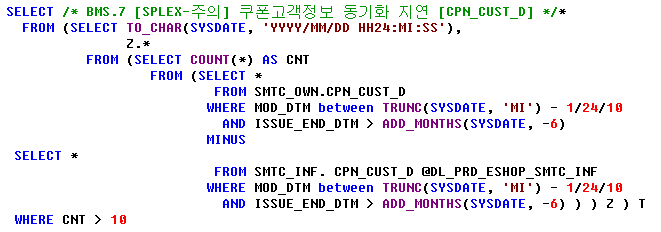 SELECT /* BMS.7 [SPLEX-주의] 쿠폰고객정보 동기화 지연 [CPN_CUST_D] */*
FROM (SELECT TO_CHAR(SYSDATE, 'YYYY/MM/DD HH24:MI:SS'),
Z.*
FROM (SELECT COUNT(*) AS CNT
FROM (SELECT *
FROM SMTC_OWN.CPN_CUST_D
WHERE MOD_DTM between TRUNC(SYSDATE, 'MI') - 1/24/10
AND ISSUE_END_DTM > ADD_MONTHS(SYSDATE, -6)
MINUS
SELECT *
FROM SMTC_INF. CPN_CUST_D @DL_PRD_ESHOP_SMTC_INF
WHERE MOD_DTM between TRUNC(SYSDATE, 'MI') - 1/24/10
AND ISSUE_END_DTM > ADD_MONTHS(SYSDATE, -6) ) ) Z ) T
WHERE CNT > 10